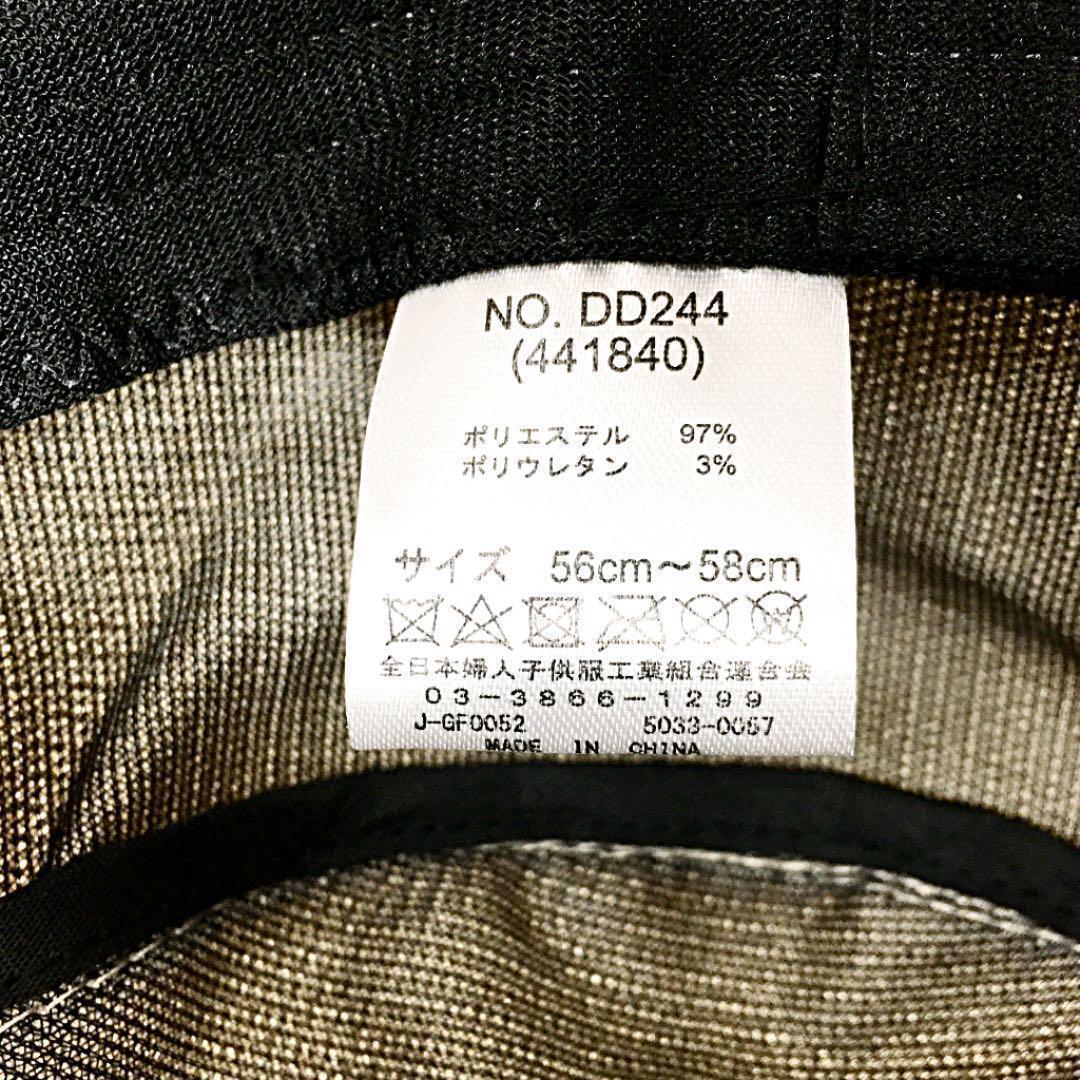 NO. DD244
(441840)
ポリエステル 97%
ポリウレタン 3%
サイズ 56cm～58cm
全日本婦人子供服工業組合連合会
03-3866-1299
J-GF0052 5033-0067
MADE IN CHINA